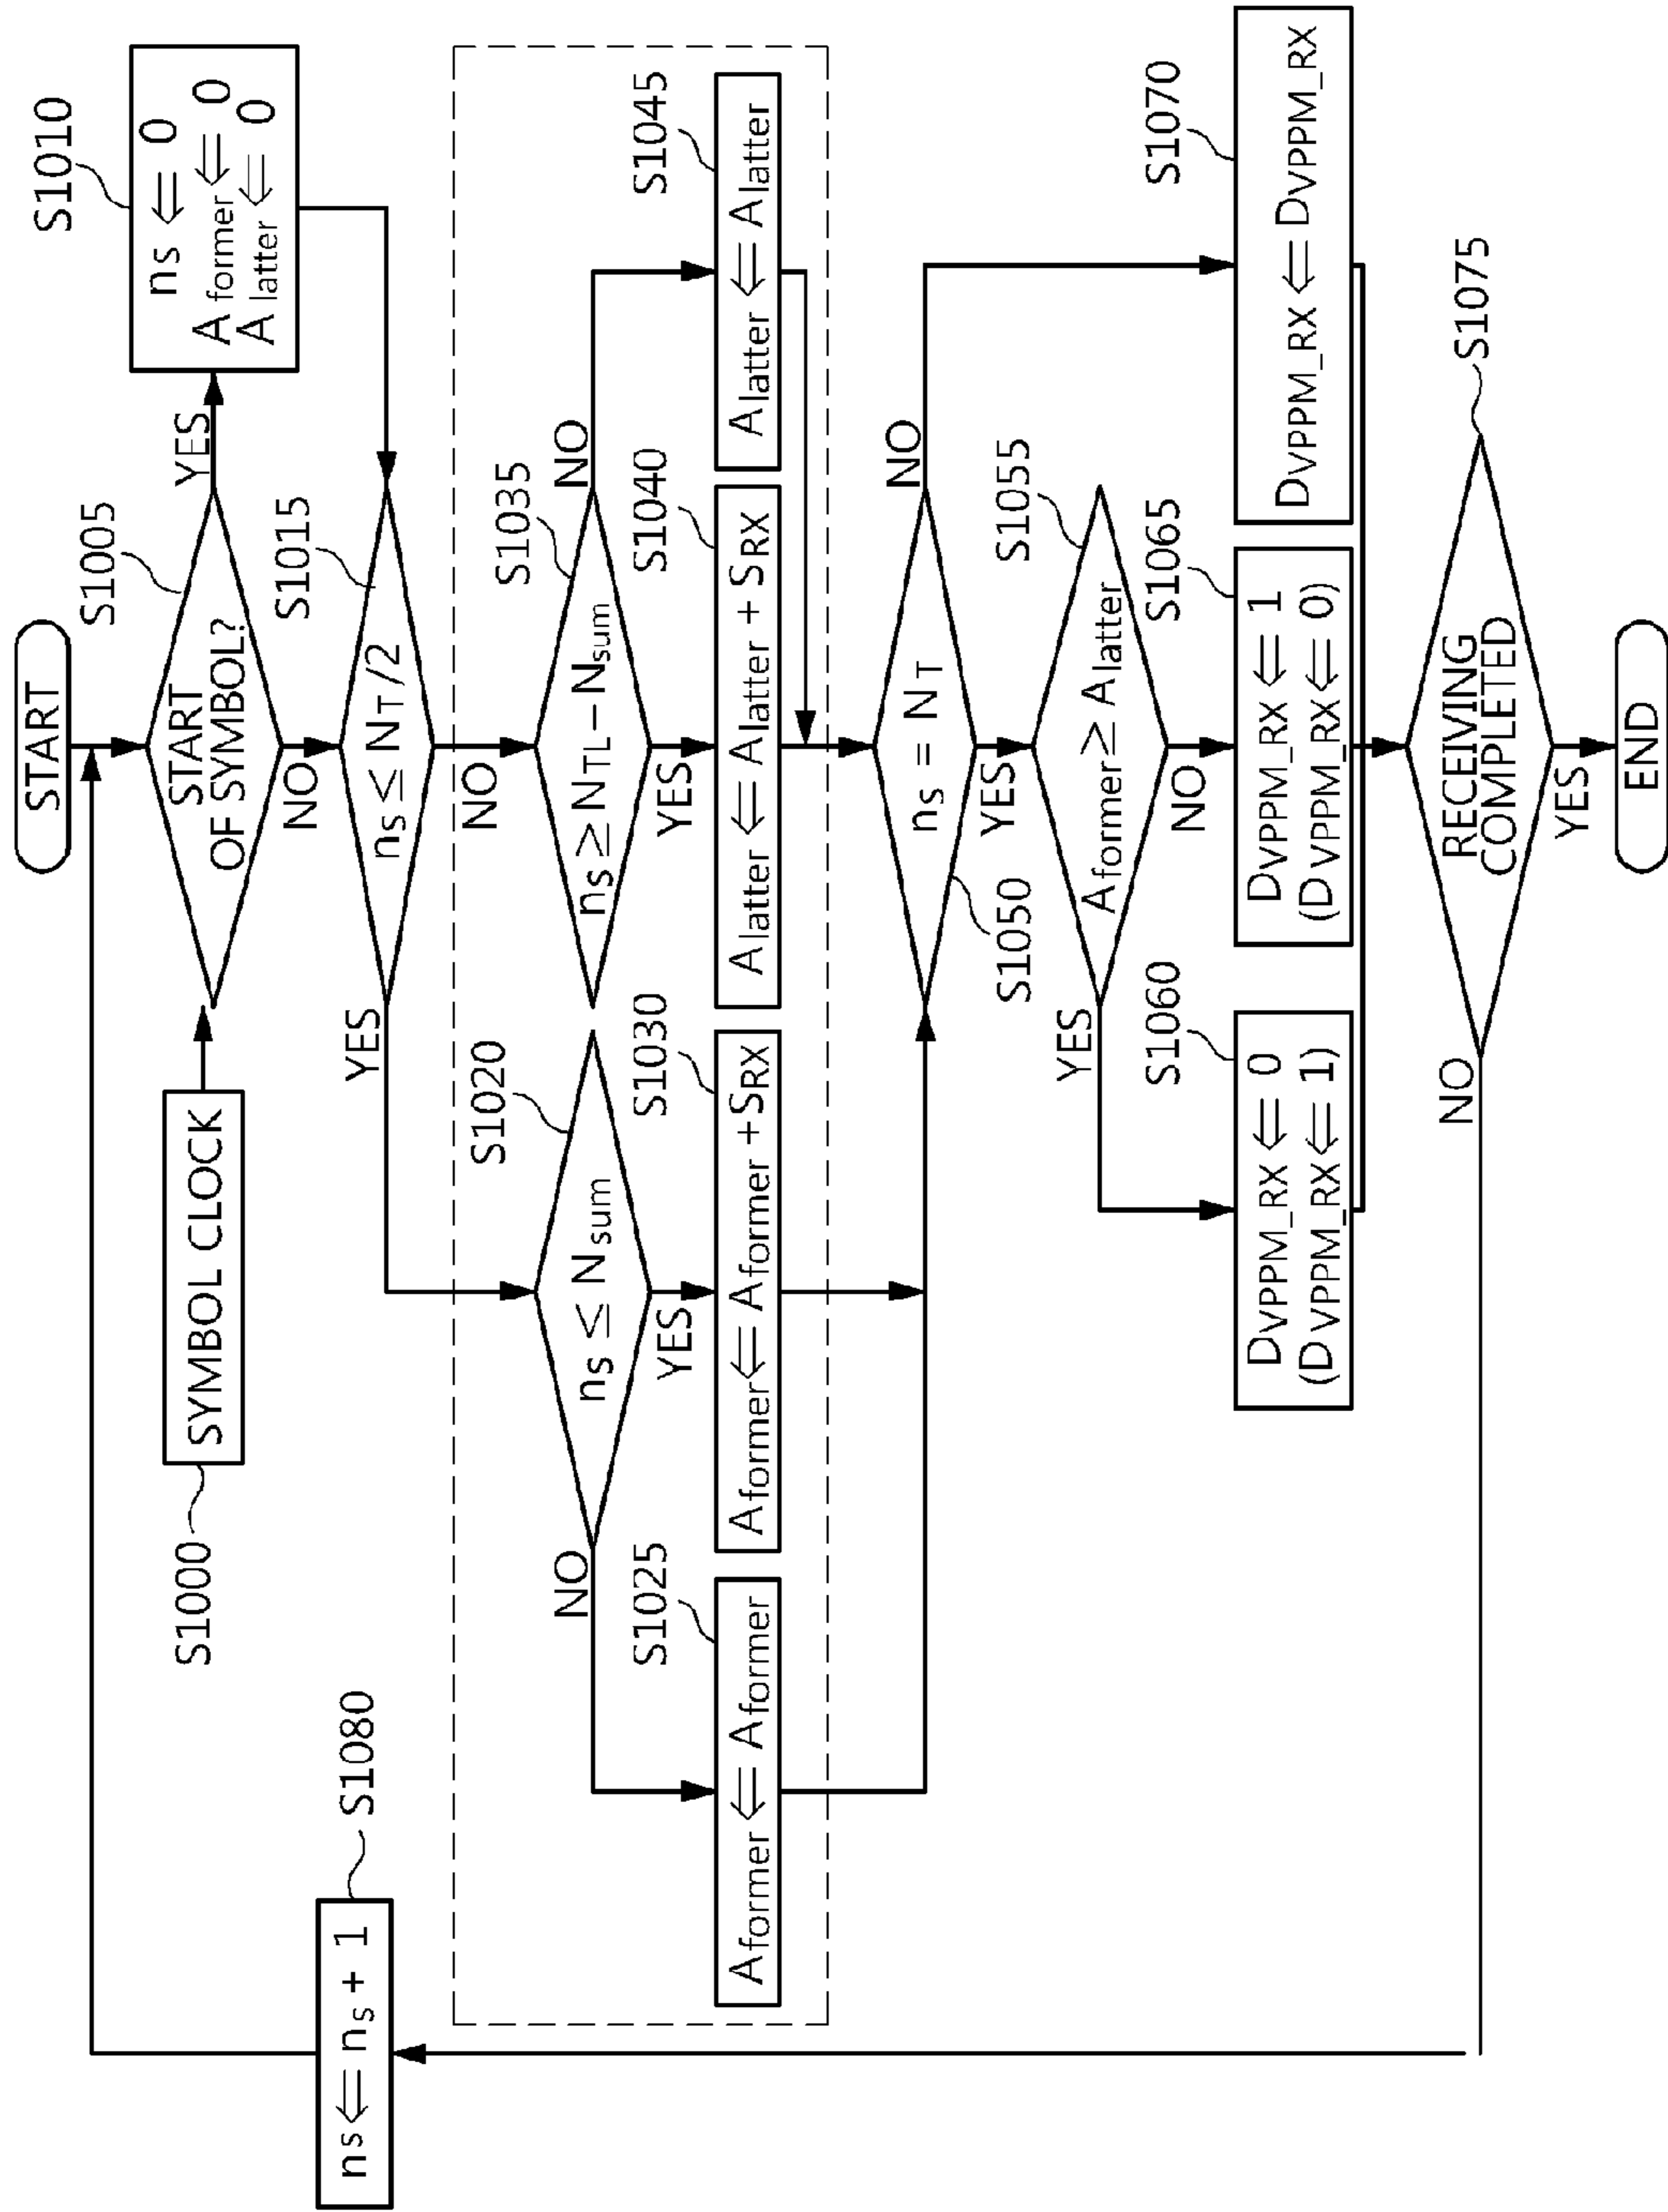 START
S1005
START
OF SYMBOL?
YES
NO
S1010
ns ⇐ 0
Aformer ⇐ 0
Alatter ⇐ 0
SYMBOL CLOCK
S1000
S1015
ns ≤ NT/2
YES
NO
ns ⇐ ns + 1
S1080
S1020
ns ≤ Nsum
NO
YES
S1035
ns ≥ NTL – Nsum
NO
YES
S1025
Aformer ⇐ Aformer
S1030
Aformer ⇐ Aformer + SRX
S1040
Alatter ⇐ Alatter + SRX
S1045
Alatter ⇐ Alatter
ns = NT
S1050
YES
NO
S1055
Aformer ≥ Alatter
YES
NO
S1060
DVPPM_RX ⇐ 0
(DVPPM_RX ⇐ 1)
S1065
DVPPM_RX ⇐ 1
(DVPPM_RX ⇐ 0)
S1070
DVPPM_RX ⇐ DVPPM_RX
RECEIVING
COMPLETED
S1075
NO
YES
END